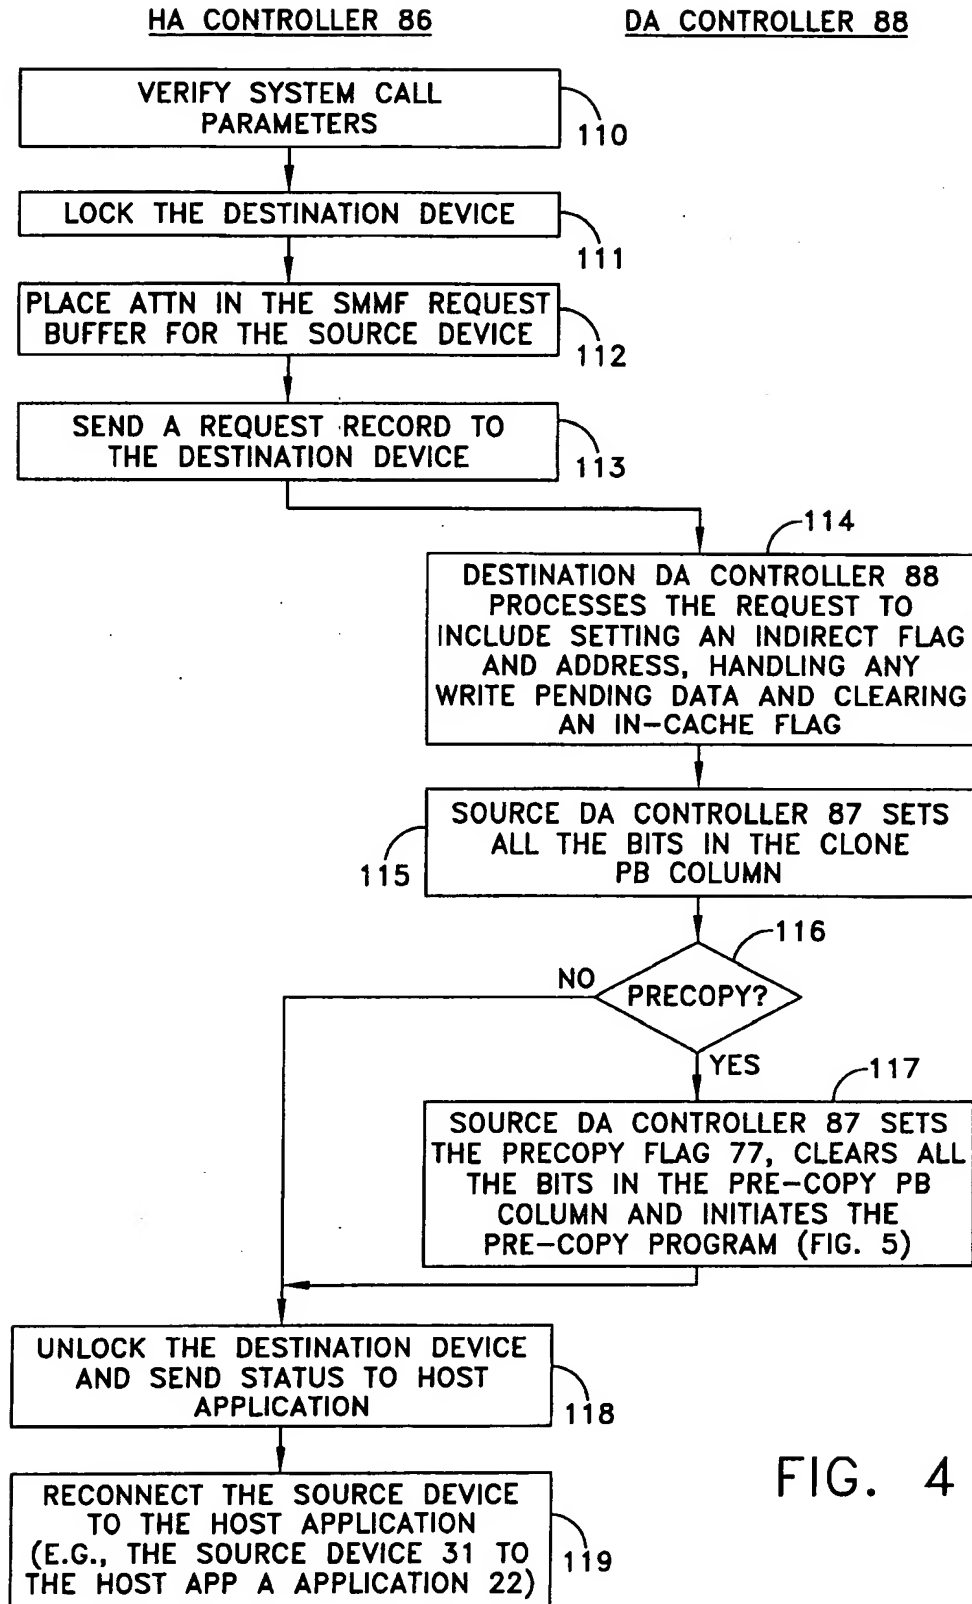 HA CONTROLLER 86
DA CONTROLLER 88
VERIFY SYSTEM CALL
PARAMETERS
110
LOCK THE DESTINATION DEVICE
111
PLACE ATTN IN THE SMMF REQUEST
BUFFER FOR THE SOURCE DEVICE
112
SEND A REQUEST RECORD TO
THE DESTINATION DEVICE
113
114
DESTINATION DA CONTROLLER 88
PROCESSES THE REQUEST TO
INCLUDE SETTING AN INDIRECT FLAG
AND ADDRESS, HANDLING ANY
WRITE PENDING DATA AND CLEARING
AN IN-CACHE FLAG
SOURCE DA CONTROLLER 87 SETS
ALL THE BITS IN THE CLONE
PB COLUMN
115
116
PRECOPY?
NO
YES
117
SOURCE DA CONTROLLER 87 SETS
THE PRECOPY FLAG 77, CLEARS ALL
THE BITS IN THE PRE-COPY PB
COLUMN AND INITIATES THE
PRE-COPY PROGRAM (FIG. 5)
UNLOCK THE DESTINATION DEVICE
AND SEND STATUS TO HOST
APPLICATION
118
RECONNECT THE SOURCE DEVICE
TO THE HOST APPLICATION
(E.G., THE SOURCE DEVICE 31 TO
THE HOST APP A APPLICATION 22)
119
FIG. 4